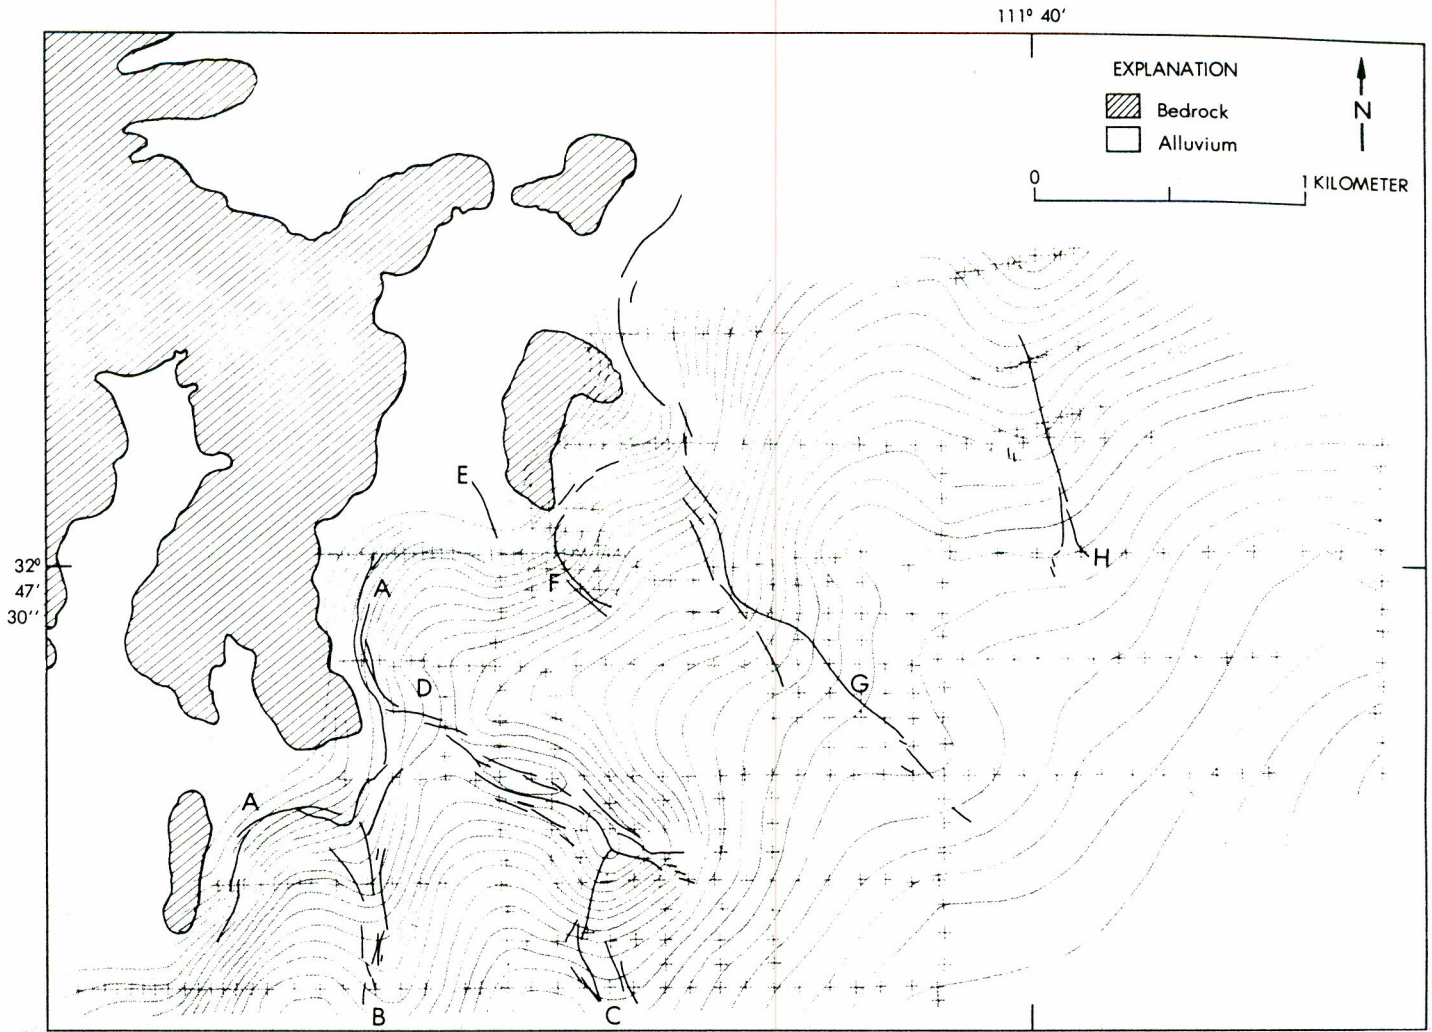 111° 40'
EXPLANATION
Bedrock
Alluvium
N
0
1 KILOMETER
E
A
F
H
32°
47'
30''
D
G
A
B
C